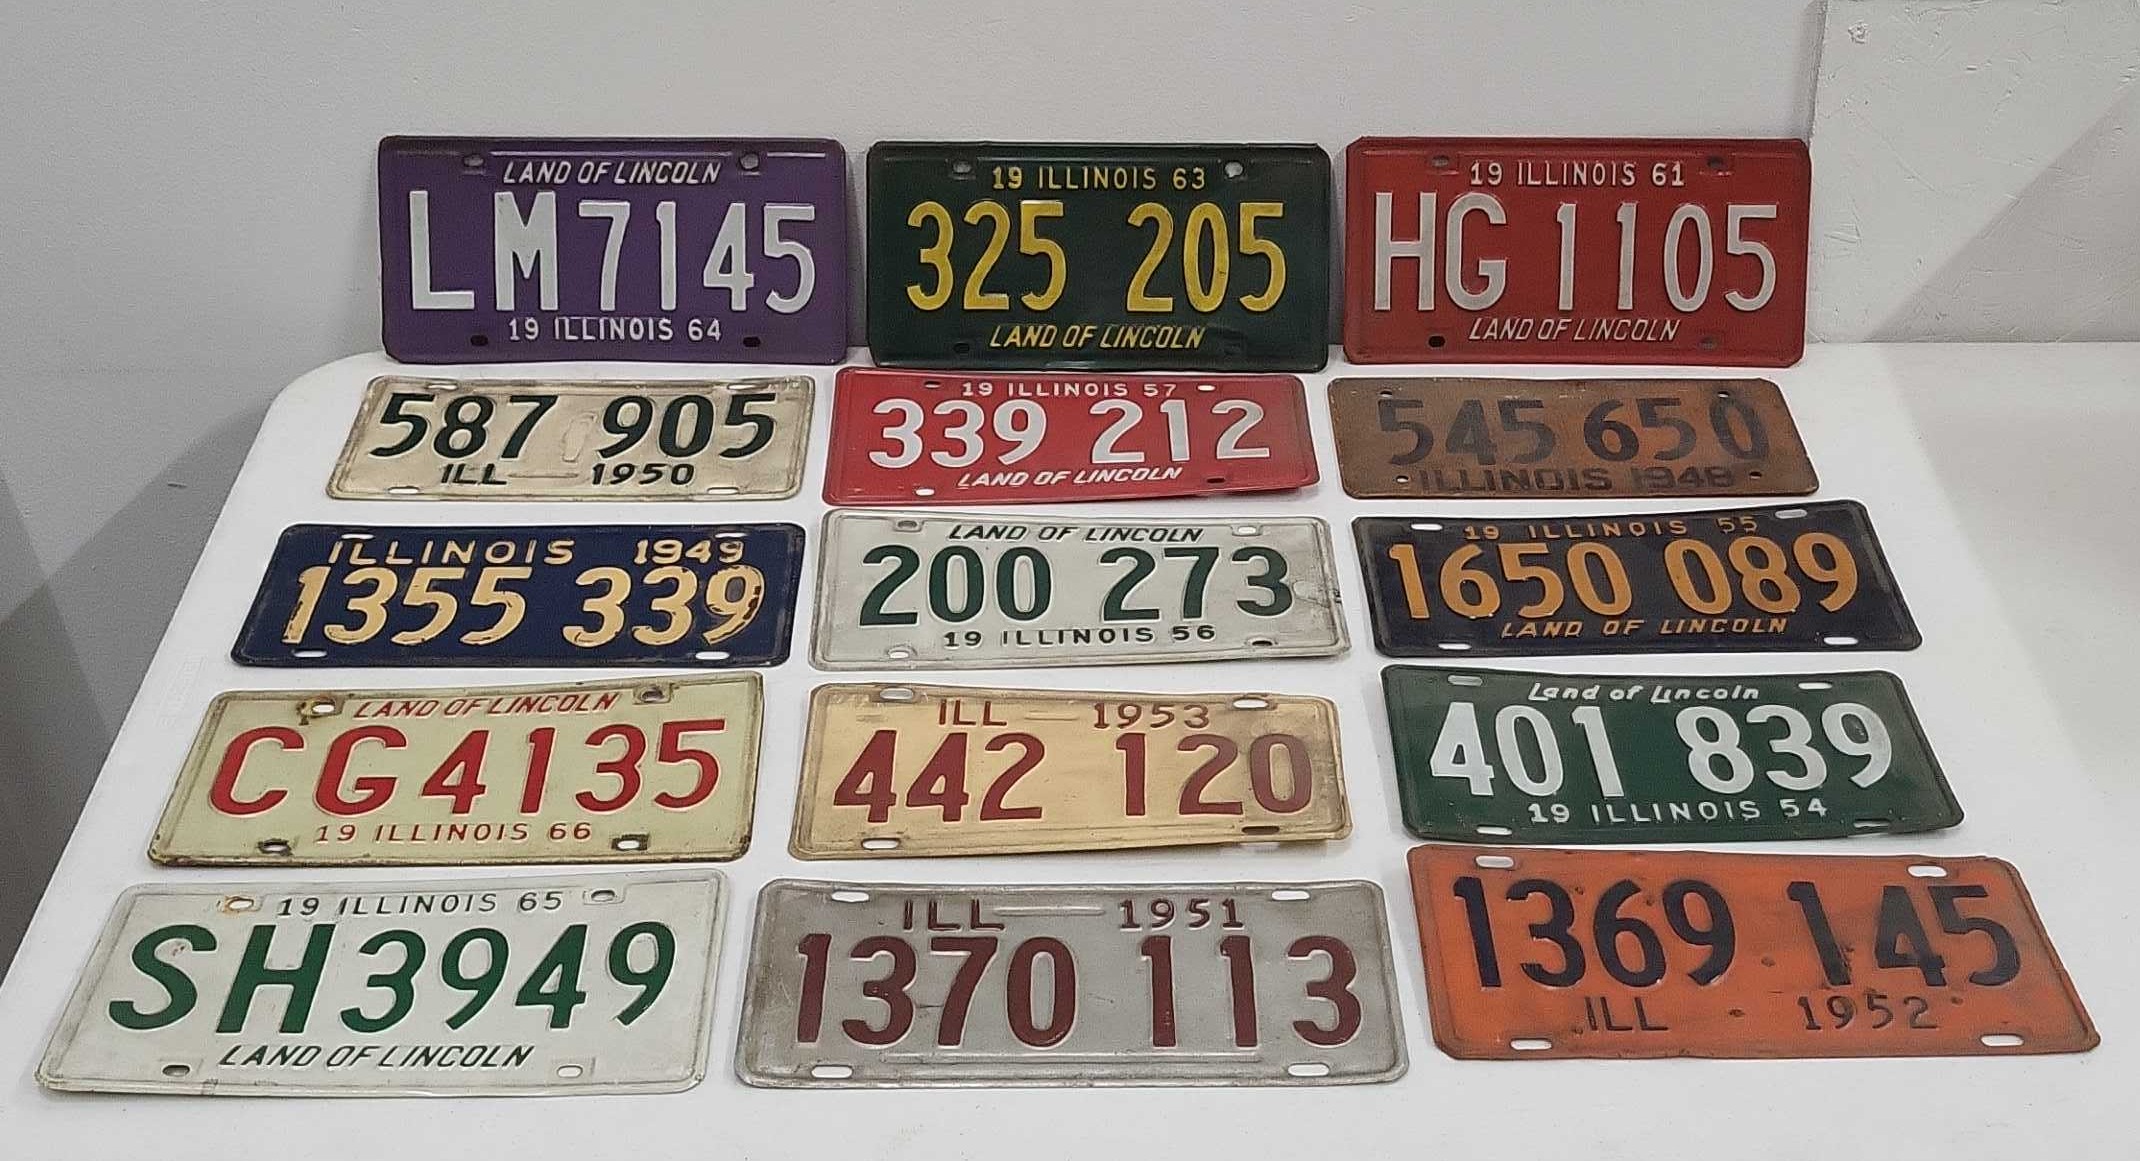 LAND OF LINCOLN
LM7145
19 ILLINOIS 64
19 ILLINOIS 63
325 205
LAND OF LINCOLN
19 ILLINOIS 61
HG 1105
LAND OF LINCOLN
587 905
ILL 1950
19 ILLINOIS 57
339 212
LAND OF LINCOLN
545 650
ILLINOIS 1948
ILLINOIS 1949
1355 339
LAND OF LINCOLN
200 273
19 ILLINOIS 56
19 ILLINOIS 55
1650 089
LAND OF LINCOLN
LAND OF LINCOLN
CG4135
19 ILLINOIS 66
ILL 1953
442 120
Land of Lincoln
401 839
19 ILLINOIS 54
19 ILLINOIS 65
SH3949
LAND OF LINCOLN
ILL 1951
1370 113
1369 145
ILL 1952